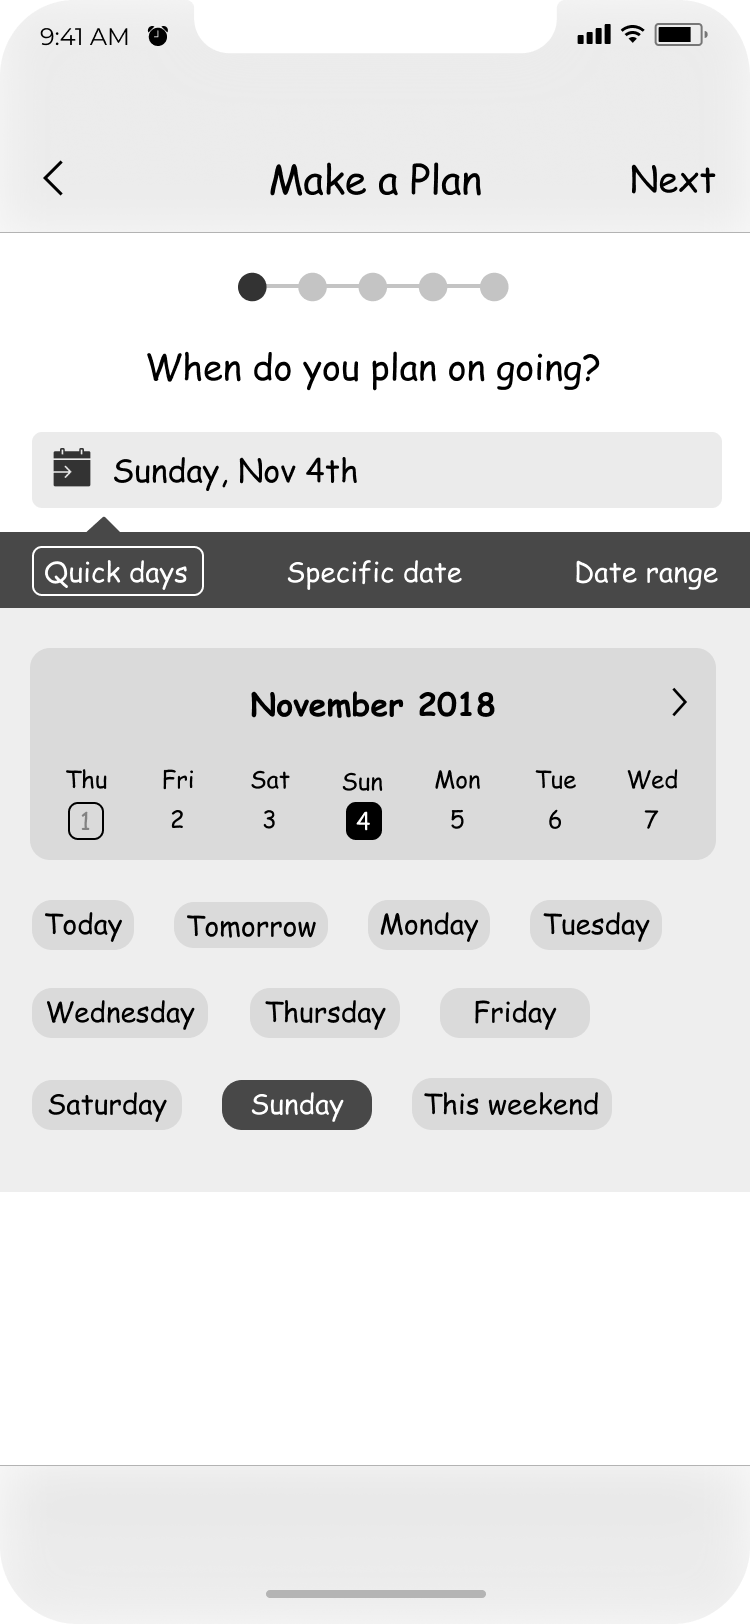 9:41 AM
Make a Plan Next
When do you plan on going?
Sunday, Nov 4th
Quick days Specific date Date range
November 2018
Thu Fri Sat Sun Mon Tue Wed
1 2 3 4 5 6 7
Today Tomorrow Monday Tuesday
Wednesday Thursday Friday
Saturday Sunday This weekend